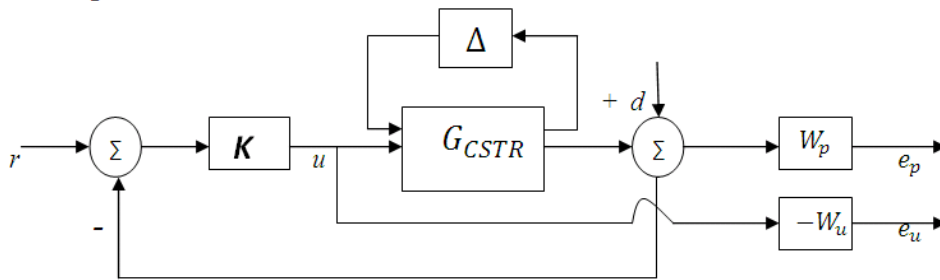 Δ
+ d
r Σ K u G_CSTR Σ W_p e_p
- −W_u e_u